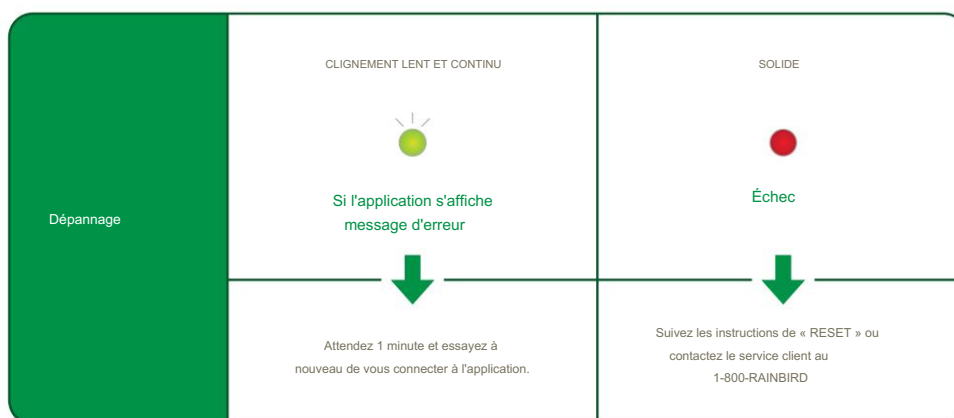 Dépannage
CLIGNEMENT LENT ET CONTINU
Si l'application s'affiche
message d'erreur
Attendez 1 minute et essayez à
nouveau de vous connecter à l'application.
SOLIDE
Échec
Suivez les instructions de « RESET » ou
contactez le service client au
1-800-RAINBIRD